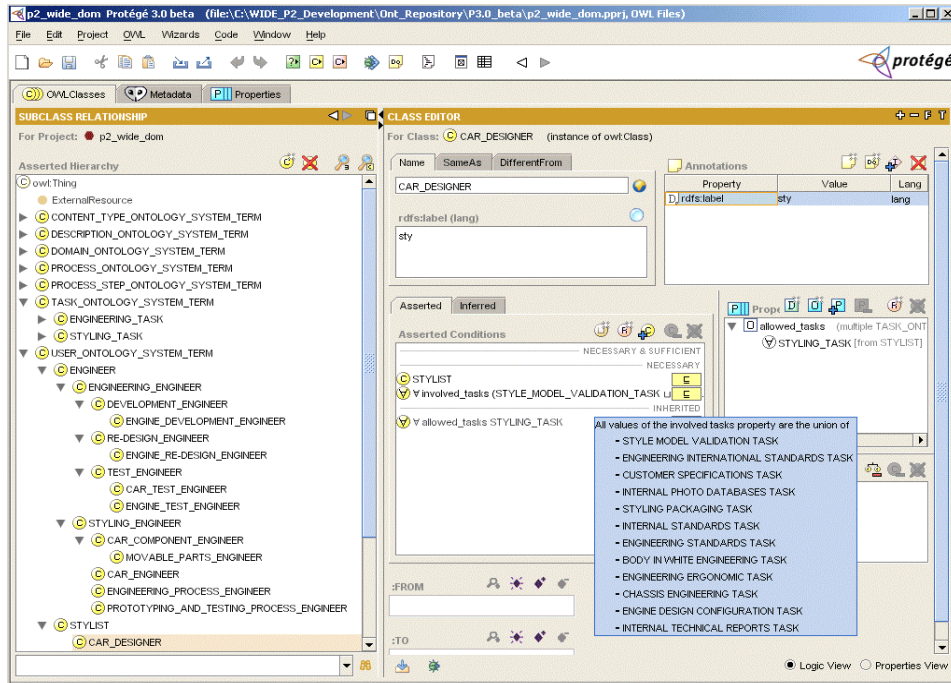 p2_wide_dom Protégé 3.0 beta (file:\C:\WIDE_P2_Development\Ont_Repository\P3.0_beta\p2_wide_dom.pprj, OWL Files)
File Edit Project OWL Wizards Code Window Help
protégé
OWLClasses Metadata Properties
SUBCLASS RELATIONSHIP
For Project: p2_wide_dom
Asserted Hierarchy
owl:Thing
ExternalResource
CONTENT_TYPE_ONTOLOGY_SYSTEM_TERM
DESCRIPTION_ONTOLOGY_SYSTEM_TERM
DOMAIN_ONTOLOGY_SYSTEM_TERM
PROCESS_ONTOLOGY_SYSTEM_TERM
PROCESS_STEP_ONTOLOGY_SYSTEM_TERM
TASK_ONTOLOGY_SYSTEM_TERM
ENGINEERING_TASK
STYLING_TASK
USER_ONTOLOGY_SYSTEM_TERM
ENGINEER
ENGINEERING_ENGINEER
DEVELOPMENT_ENGINEER
ENGINE_DEVELOPMENT_ENGINEER
RE-DESIGN_ENGINEER
ENGINE_RE-DESIGN_ENGINEER
TEST_ENGINEER
CAR_TEST_ENGINEER
ENGINE_TEST_ENGINEER
STYLING_ENGINEER
CAR_COMPONENT_ENGINEER
MOVABLE_PARTS_ENGINEER
CAR_ENGINEER
ENGINEERING_PROCESS_ENGINEER
PROTOTYPING_AND_TESTING_PROCESS_ENGINEER
STYLIST
CAR_DESIGNER
CLASS EDITOR
For Class: CAR_DESIGNER (instance of owl:Class)
Name SameAs DifferentFrom
CAR_DESIGNER
rdfs:label (lang)
sty
Annotations
Property Value Lang
rdfs:label sty lang
Asserted Inferred
Asserted Conditions
NECESSARY & SUFFICIENT
NECESSARY
STYLIST
∀ involved_tasks (STYLE_MODEL_VALIDATION_TASK ⊔
INHERITED
∀ allowed_tasks STYLING_TASK
Prope
allowed_tasks (multiple TASK_ONT
STYLING_TASK [from STYLIST]
All values of the involved tasks property are the union of
- STYLE MODEL VALIDATION TASK
- ENGINEERING INTERNATIONAL STANDARDS TASK
- CUSTOMER SPECIFICATIONS TASK
- INTERNAL PHOTO DATABASES TASK
- STYLING PACKAGING TASK
- INTERNAL STANDARDS TASK
- ENGINEERING STANDARDS TASK
- BODY IN WHITE ENGINEERING TASK
- ENGINEERING ERGONOMIC TASK
- CHASSIS ENGINEERING TASK
- ENGINE DESIGN CONFIGURATION TASK
- INTERNAL TECHNICAL REPORTS TASK
:FROM
:TO
Logic View Properties View